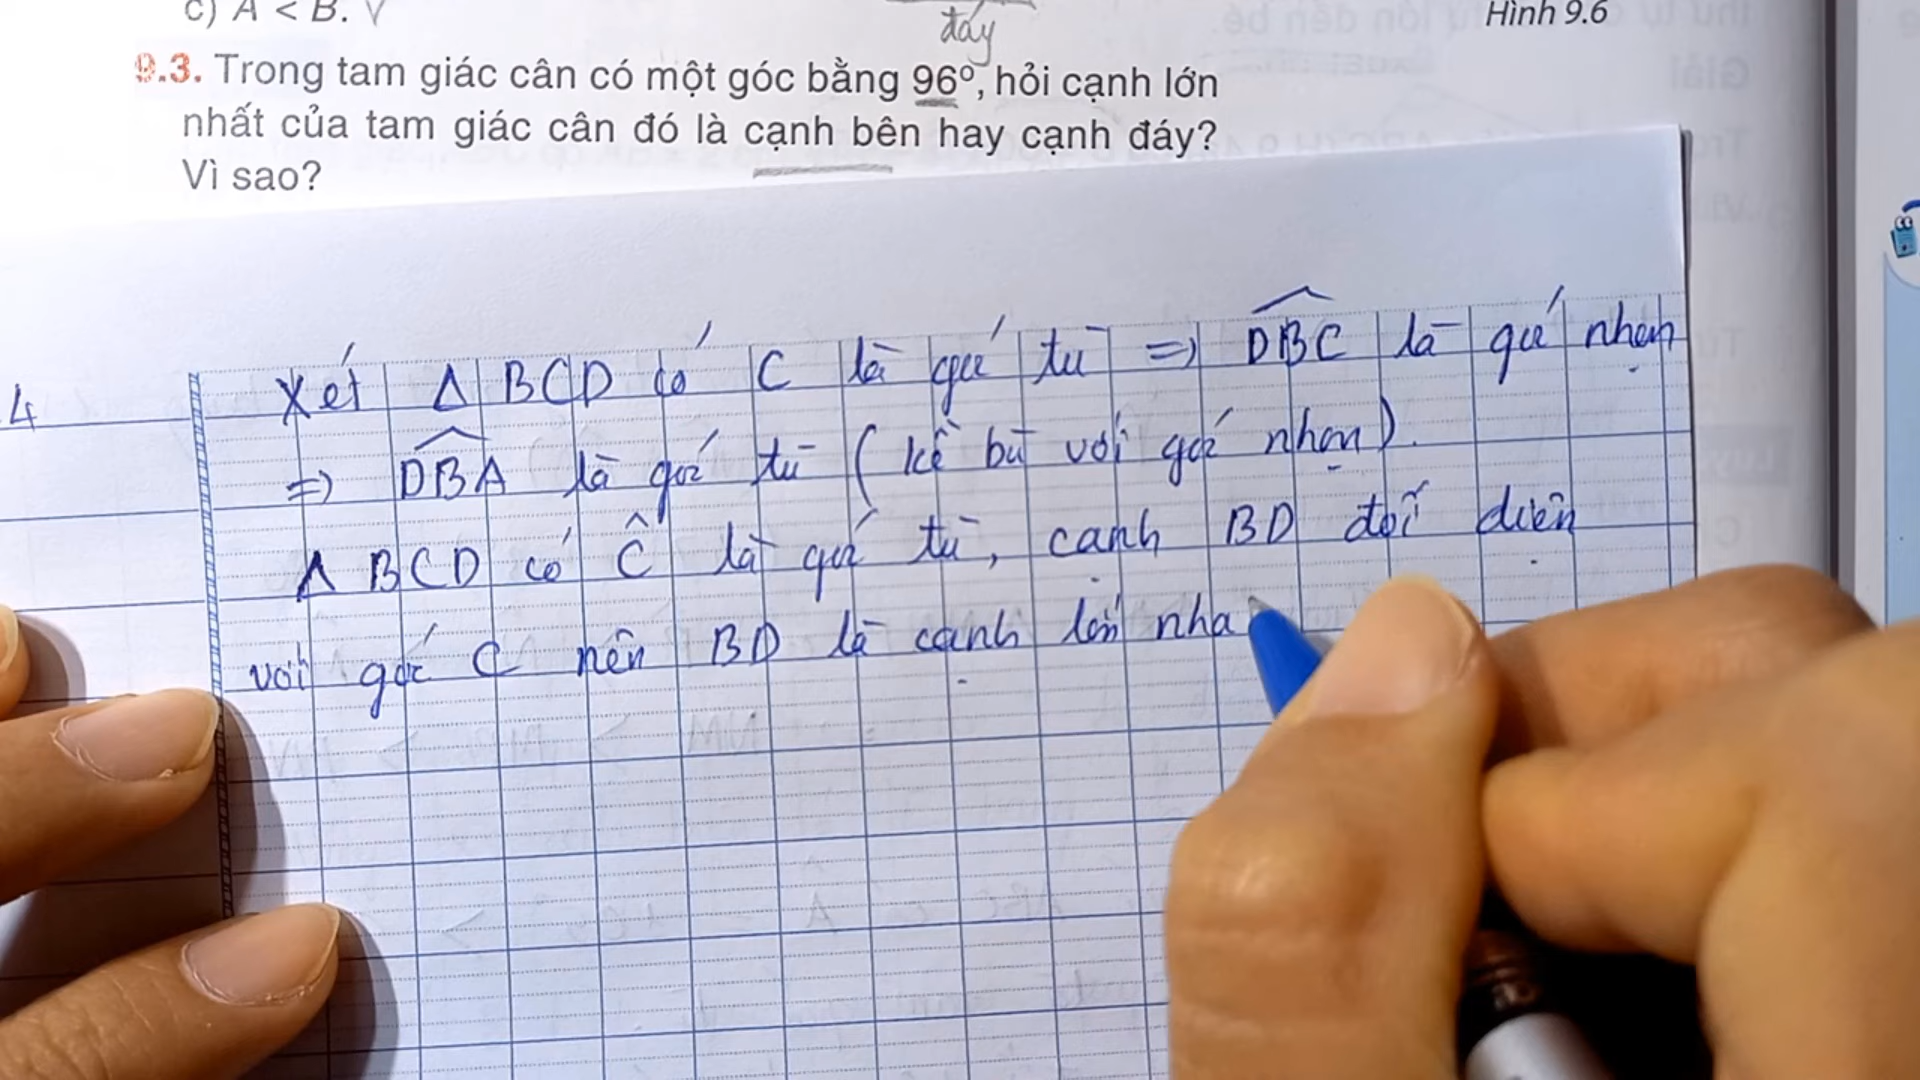 c) A < B. V
đáy
Hình 9.6
9.3. Trong tam giác cân có một góc bằng 96°, hỏi cạnh lớn
nhất của tam giác cân đó là cạnh bên hay cạnh đáy?
Vì sao?
4
Xét Δ BCD có C là góc tù => DBC là góc nhọn
=> DBA là góc tù (kề bù với góc nhọn).
Δ BCD có Ĉ là góc tù, cạnh BD đối diện
với góc C nên BD là cạnh lớn nha